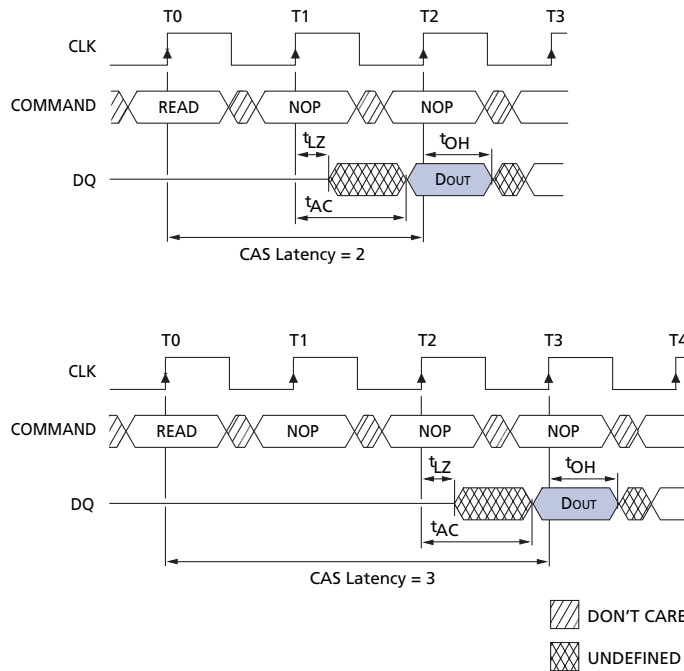 T0 T1 T2 T3
CLK
COMMAND READ NOP NOP
tLZ tOH
DQ DOUT
tAC
CAS Latency = 2
T0 T1 T2 T3 T4
CLK
COMMAND READ NOP NOP NOP
tLZ tOH
DQ DOUT
tAC
CAS Latency = 3
DON'T CARE
UNDEFINED